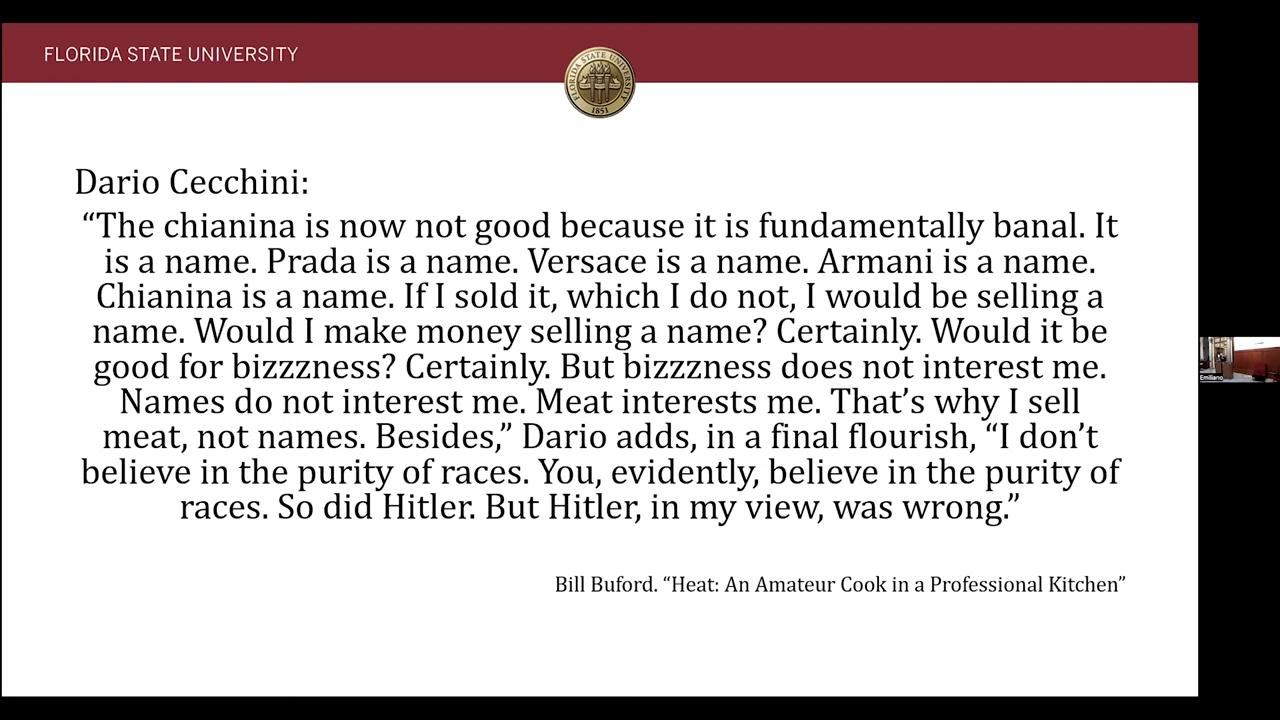 FLORIDA STATE UNIVERSITY
FLORIDA STATE UNIVERSITY
1851
Dario Cecchini:
“The chianina is now not good because it is fundamentally banal. It
is a name. Prada is a name. Versace is a name. Armani is a name.
Chianina is a name. If I sold it, which I do not, I would be selling a
name. Would I make money selling a name? Certainly. Would it be
good for bizzzness? Certainly. But bizzzness does not interest me.
Names do not interest me. Meat interests me. That’s why I sell
meat, not names. Besides,” Dario adds, in a final flourish, “I don’t
believe in the purity of races. You, evidently, believe in the purity of
races. So did Hitler. But Hitler, in my view, was wrong.”
Bill Buford. “Heat: An Amateur Cook in a Professional Kitchen”
Emiliano